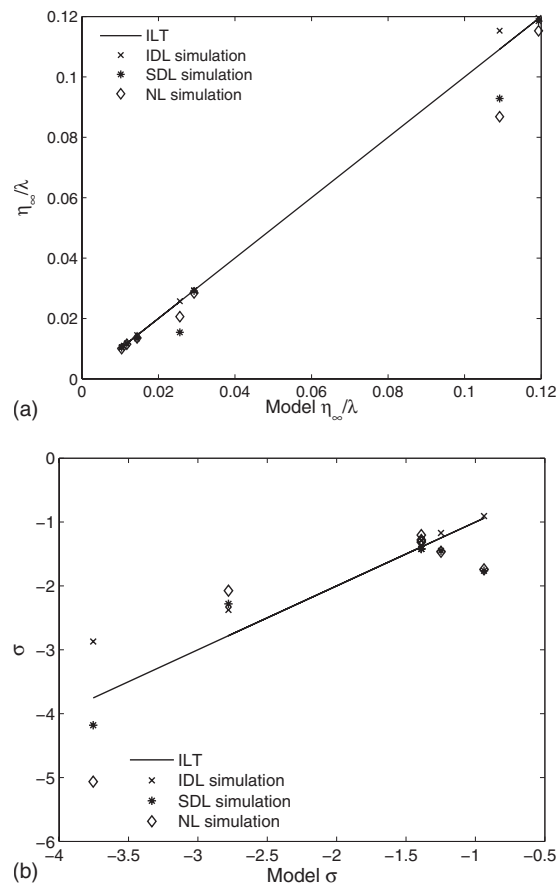 0.12
0.1
0.08
0.06
0.04
0.02
0
η∞/λ
ILT
IDL simulation
SDL simulation
NL simulation
0 0.02 0.04 0.06 0.08 0.1 0.12
Model η∞/λ
(a)
0
−1
−2
−3
−4
−5
−6
σ
ILT
IDL simulation
SDL simulation
NL simulation
−4 −3.5 −3 −2.5 −2 −1.5 −1 −0.5
Model σ
(b)